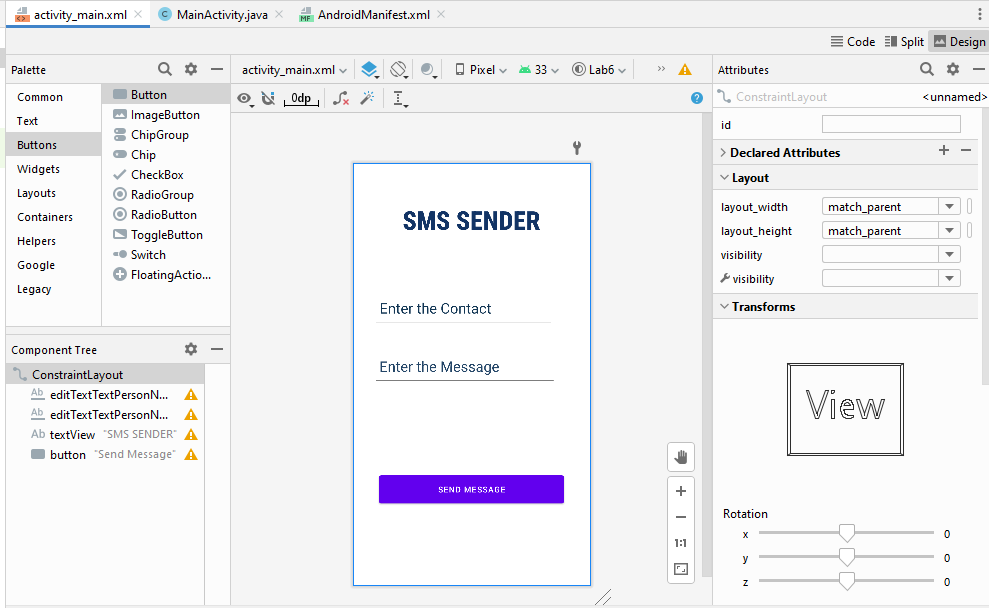 activity_main.xml MainActivity.java AndroidManifest.xml
Code Split Design
Palette
Common
Text
Buttons
Widgets
Layouts
Containers
Helpers
Google
Legacy
Button
ImageButton
ChipGroup
Chip
CheckBox
RadioGroup
RadioButton
ToggleButton
Switch
FloatingActio...
Component Tree
ConstraintLayout
Ab editTextTextPersonN...
Ab editTextTextPersonN...
Ab textView "SMS SENDER"
button "Send Message"
activity_main.xml Pixel 33 Lab6 »
0dp
SMS SENDER
Enter the Contact
Enter the Message
SEND MESSAGE
1:1
Attributes
ConstraintLayout <unnamed>
id
Declared Attributes
Layout
layout_width match_parent
layout_height match_parent
visibility
visibility
Transforms
View
Rotation
x 0
y 0
z 0